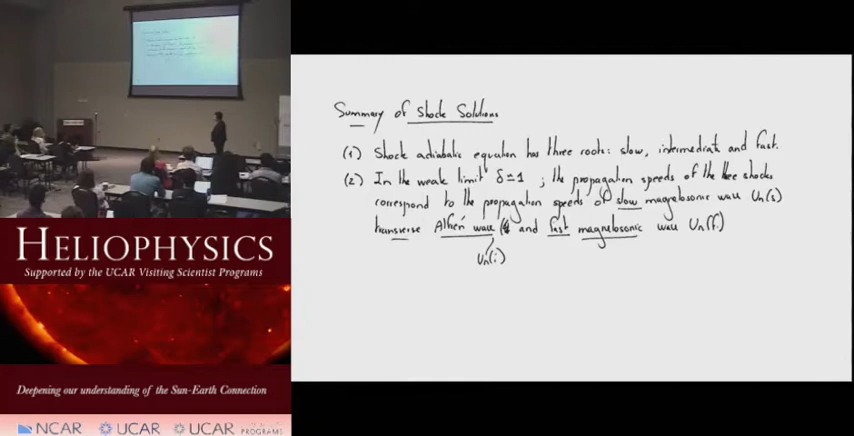 Summary of Shock Solutions
(1) Shock adiabatic equation has three roots: slow, intermediate and fast.
(2) In the weak limit δ=1 ; the propagation speeds of the shocks
correspond to the propagation speeds of slow magnetosonic wave Un(s)
transverse Alfvén wave and fast magnetosonic wave Un(f)
Un(i)
HELIOPHYSICS
Supported by the UCAR Visiting Scientist Programs
Deepening our understanding of the Sun-Earth Connection
NCAR UCAR UCAR PROGRAMS